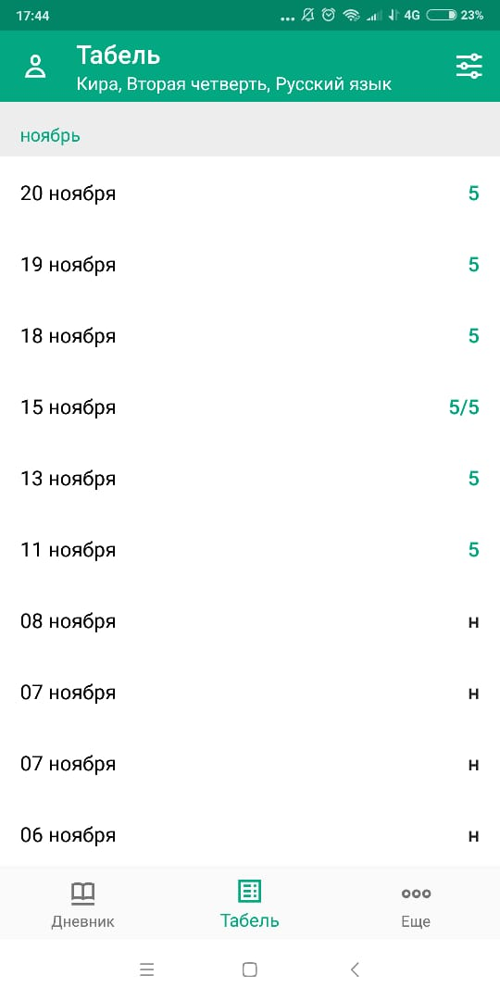 17:44 4G 23%
Табель
Кира, Вторая четверть, Русский язык
ноябрь
20 ноября 5
19 ноября 5
18 ноября 5
15 ноября 5/5
13 ноября 5
11 ноября 5
08 ноября н
07 ноября н
07 ноября н
06 ноября н
Дневник Табель Еще